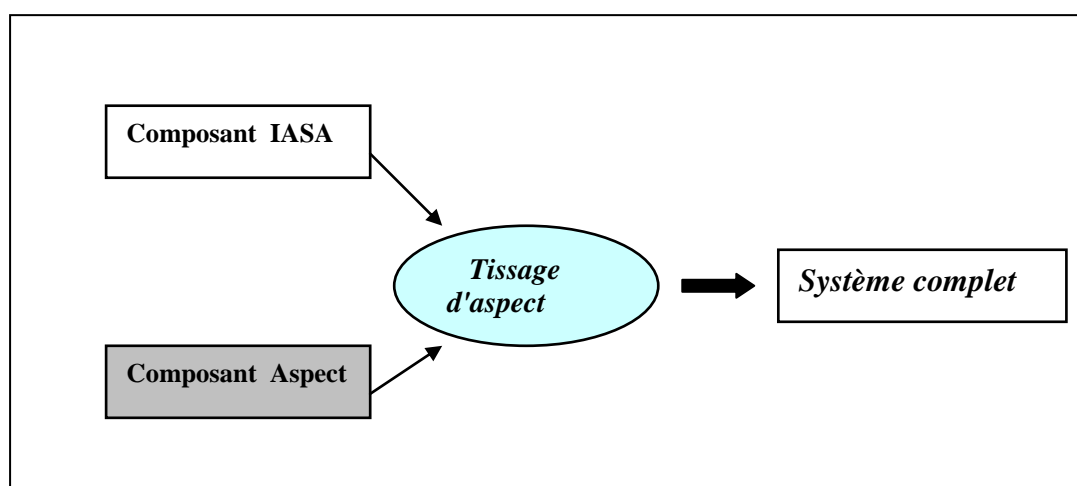 Composant IASA
Tissage
d'aspect
Système complet
Composant Aspect